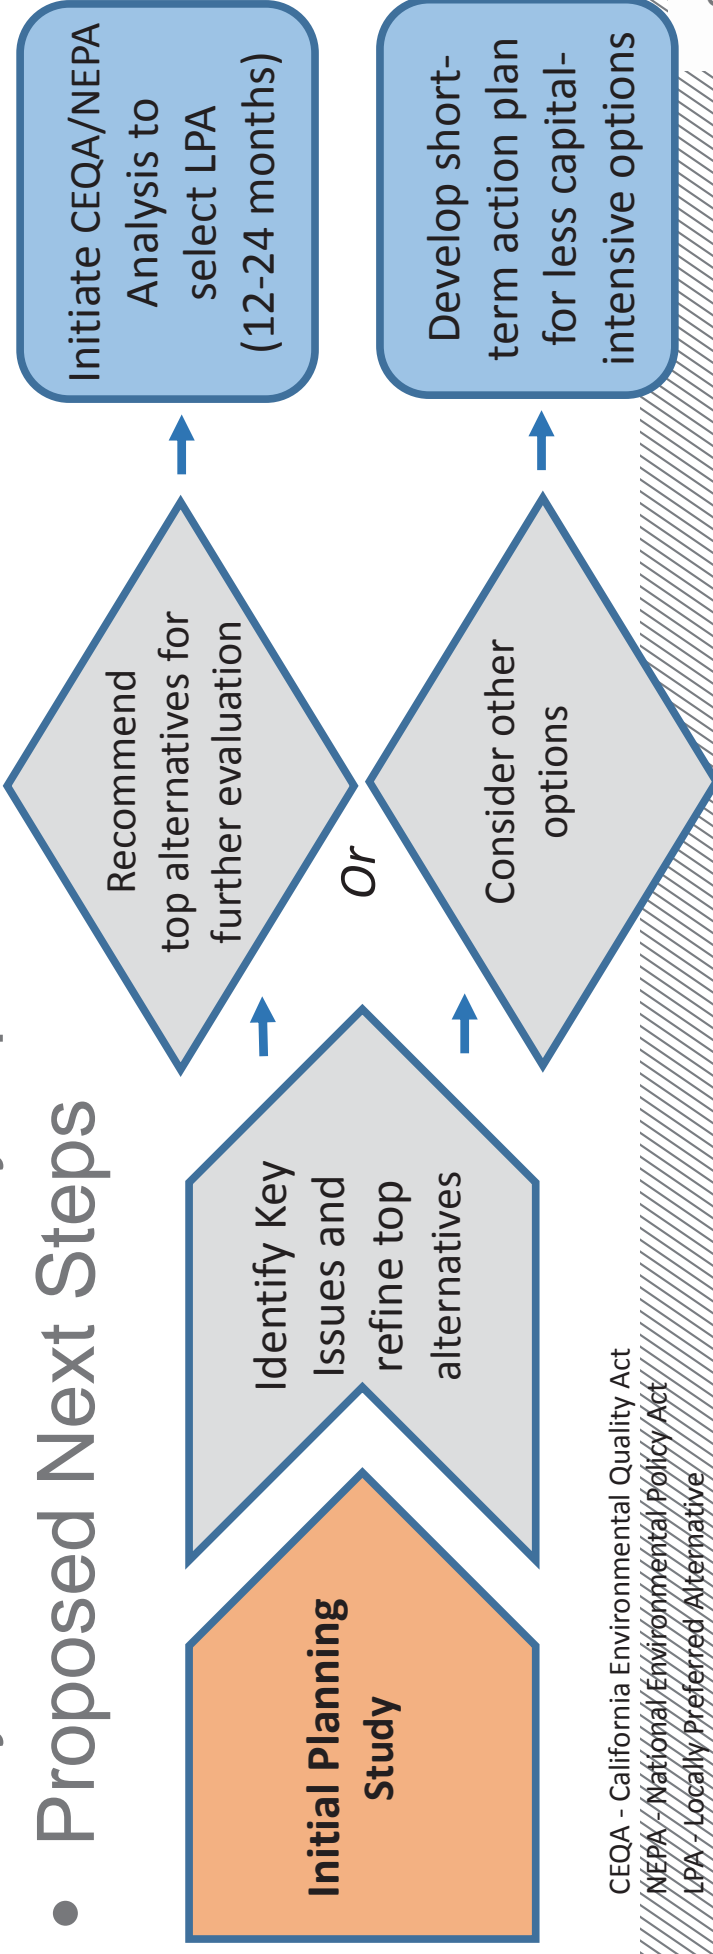 • Proposed Next Steps
Initial Planning
Study
Identify Key
Issues and
refine top
alternatives
Recommend
top alternatives for
further evaluation
Or
Consider other
options
Initiate CEQA/NEPA
Analysis to
select LPA
(12-24 months)
Develop short-
term action plan
for less capital-
intensive options
CEQA - California Environmental Quality Act
NEPA - National Environmental Policy Act
LPA - Locally Preferred Alternative